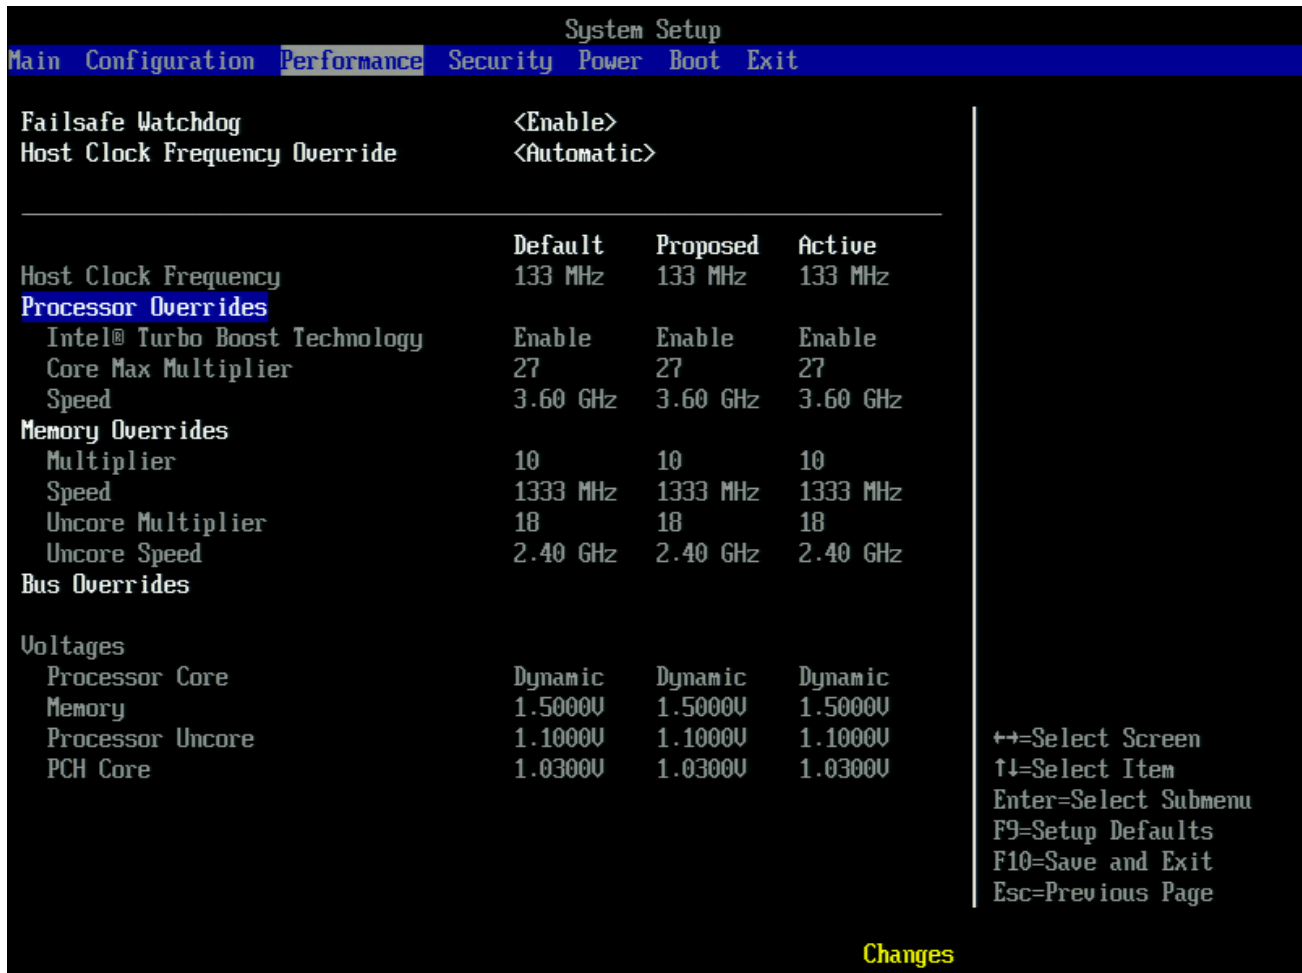 System Setup
Main Configuration Performance Security Power Boot Exit
Failsafe Watchdog <Enable>
Host Clock Frequency Override <Automatic>
Default Proposed Active
Host Clock Frequency 133 MHz 133 MHz 133 MHz
Processor Overrides
Intel® Turbo Boost Technology Enable Enable Enable
Core Max Multiplier 27 27 27
Speed 3.60 GHz 3.60 GHz 3.60 GHz
Memory Overrides
Multiplier 10 10 10
Speed 1333 MHz 1333 MHz 1333 MHz
Uncore Multiplier 18 18 18
Uncore Speed 2.40 GHz 2.40 GHz 2.40 GHz
Bus Overrides
Voltages
Processor Core Dynamic Dynamic Dynamic
Memory 1.5000V 1.5000V 1.5000V
Processor Uncore 1.1000V 1.1000V 1.1000V
PCH Core 1.0300V 1.0300V 1.0300V
←→=Select Screen
↑↓=Select Item
Enter=Select Submenu
F9=Setup Defaults
F10=Save and Exit
Esc=Previous Page
Changes